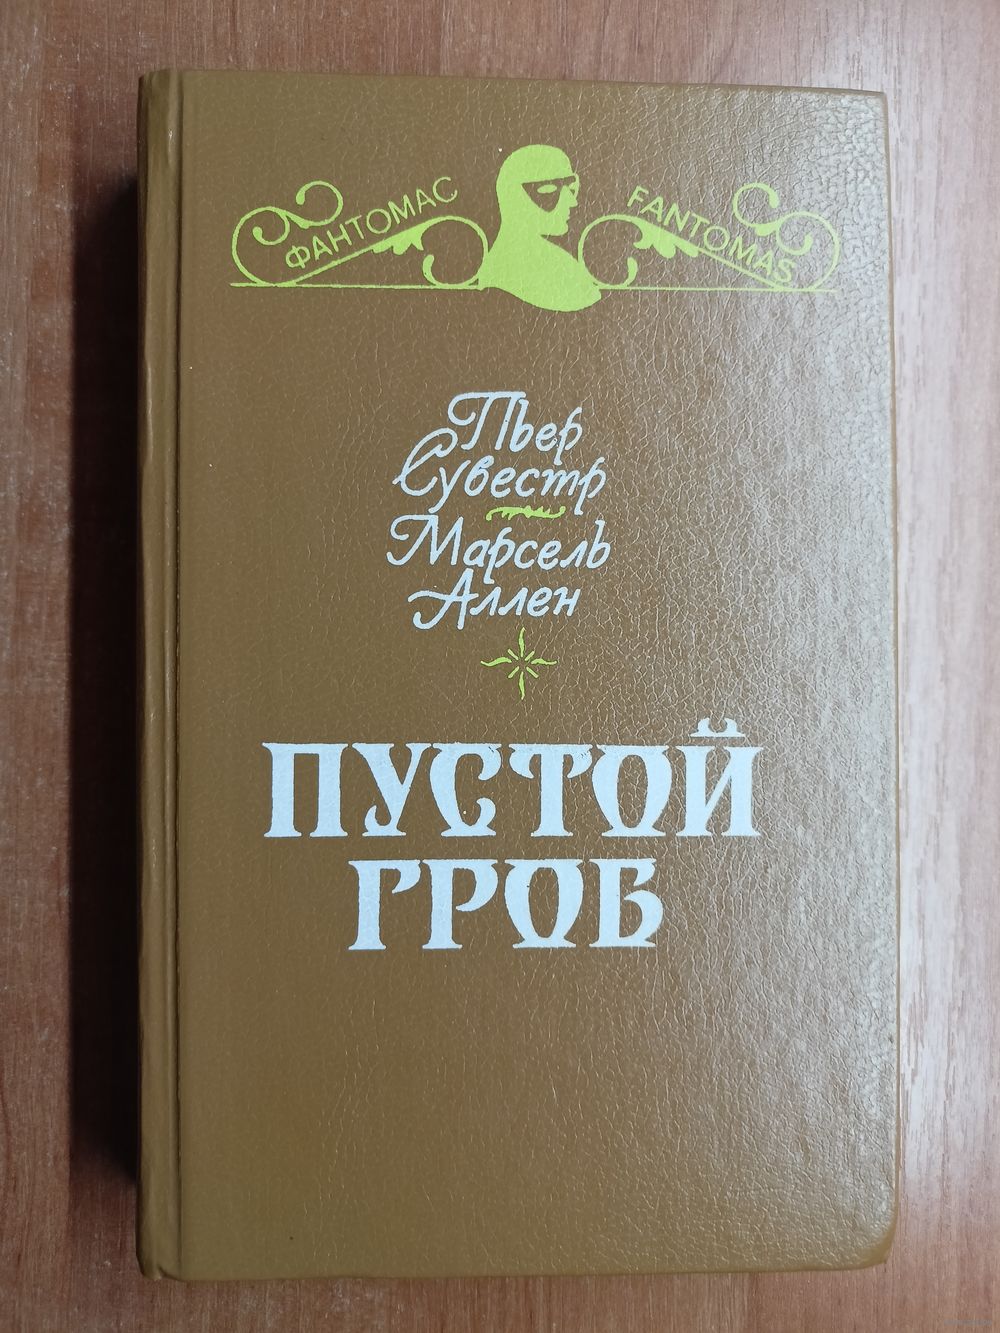 ФАНТОМАС FANTOMAS
Пьер
Сувестр
Марсель
Аллен
ПУСТОЙ
ГРОБ